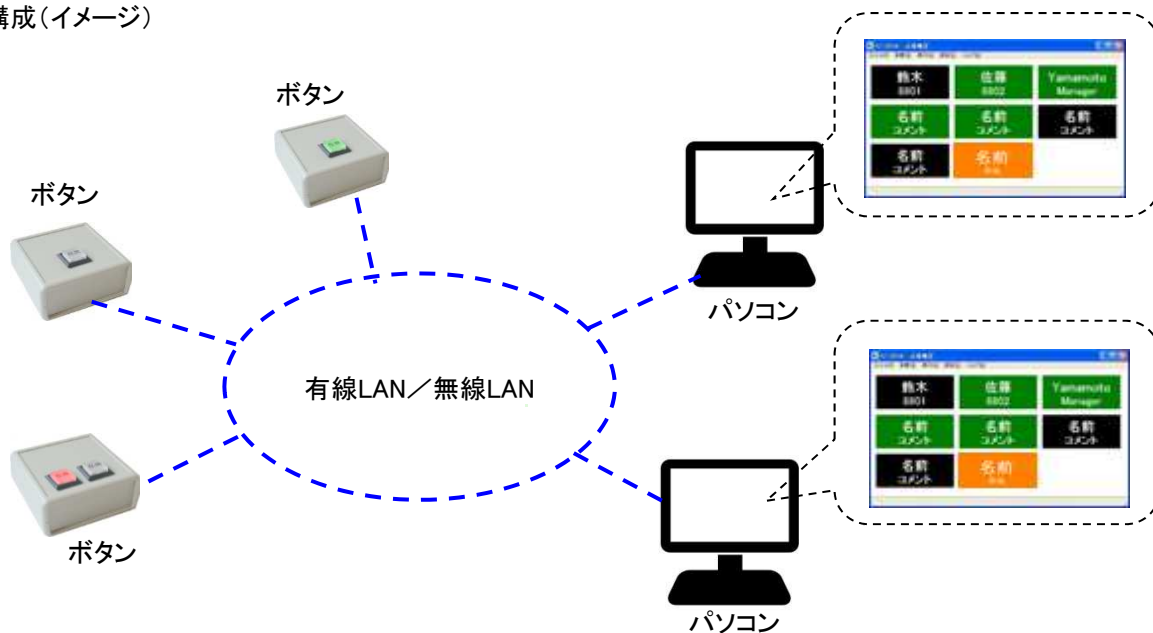 構成（イメージ）
ボタン
ボタン
ボタン
有線LAN／無線LAN
パソコン
パソコン
鈴木
8801
佐藤
8802
Yamamoto
Manager
名前
コメント
名前
コメント
名前
コメント
名前
コメント
名前
鈴木
8801
佐藤
8802
Yamamoto
Manager
名前
コメント
名前
コメント
名前
コメント
名前
コメント
名前